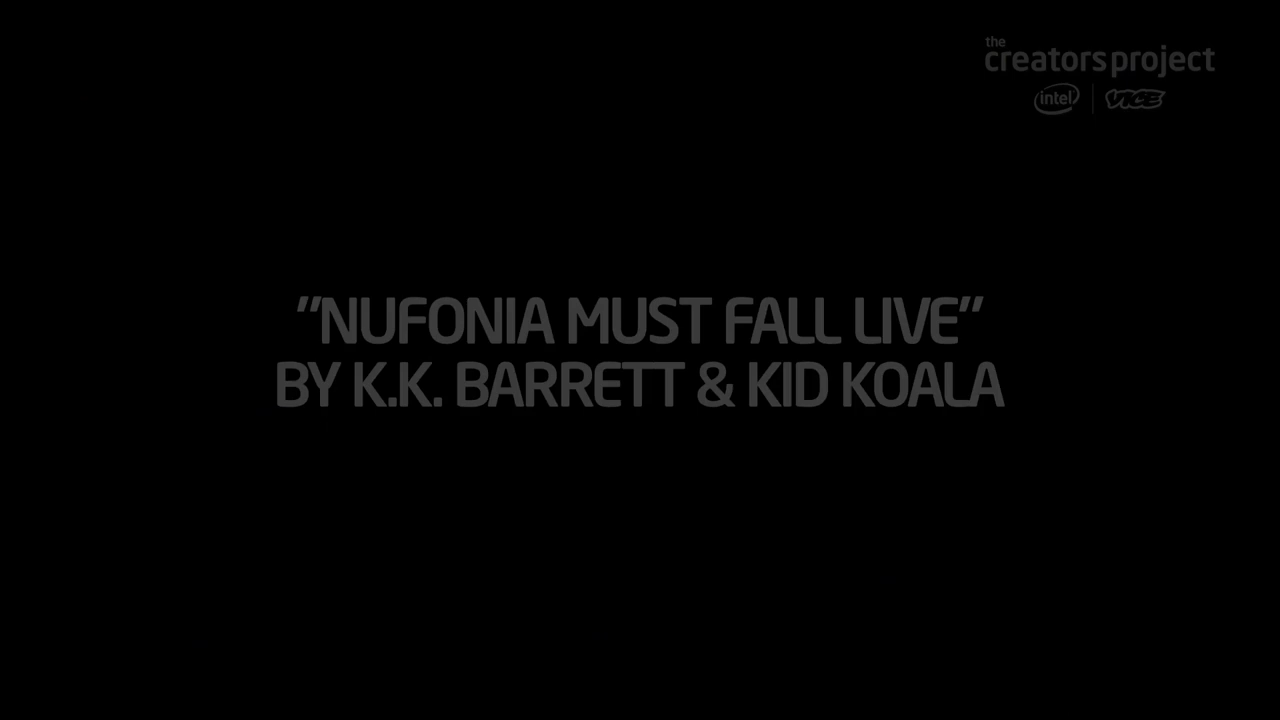 the
creatorsproject
intel | VICE
"NUFONIA MUST FALL LIVE"
BY K.K. BARRETT & KID KOALA